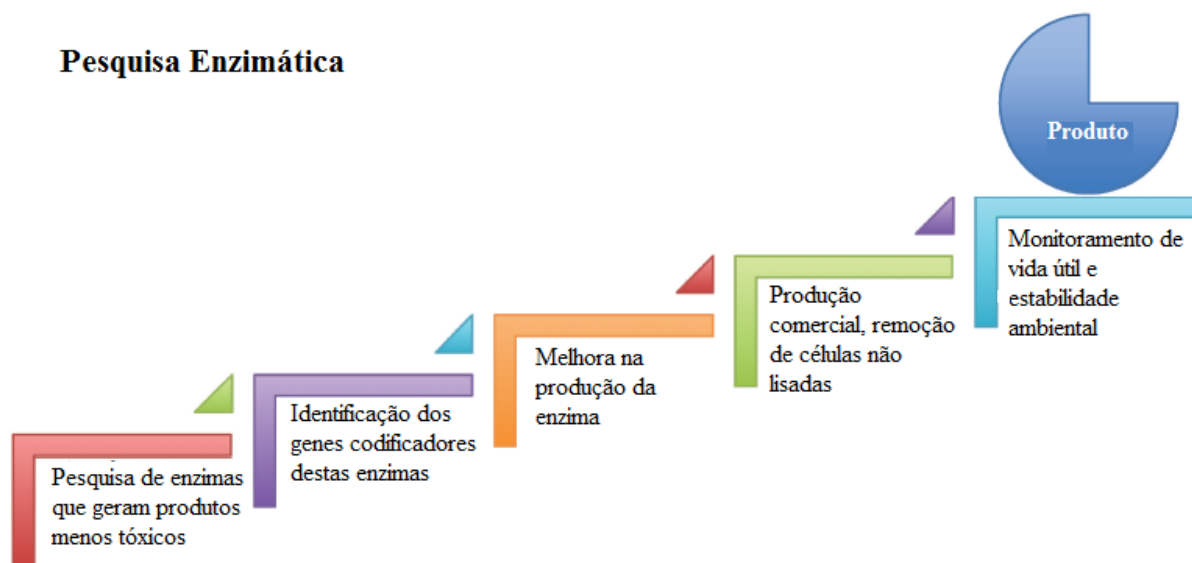 Pesquisa Enzimática
Pesquisa de enzimas
que geram produtos
menos tóxicos
Identificação dos
genes codificadores
destas enzimas
Melhora na
produção da
enzima
Produção
comercial, remoção
de células não
lisadas
Monitoramento de
vida útil e
estabilidade
ambiental
Produto